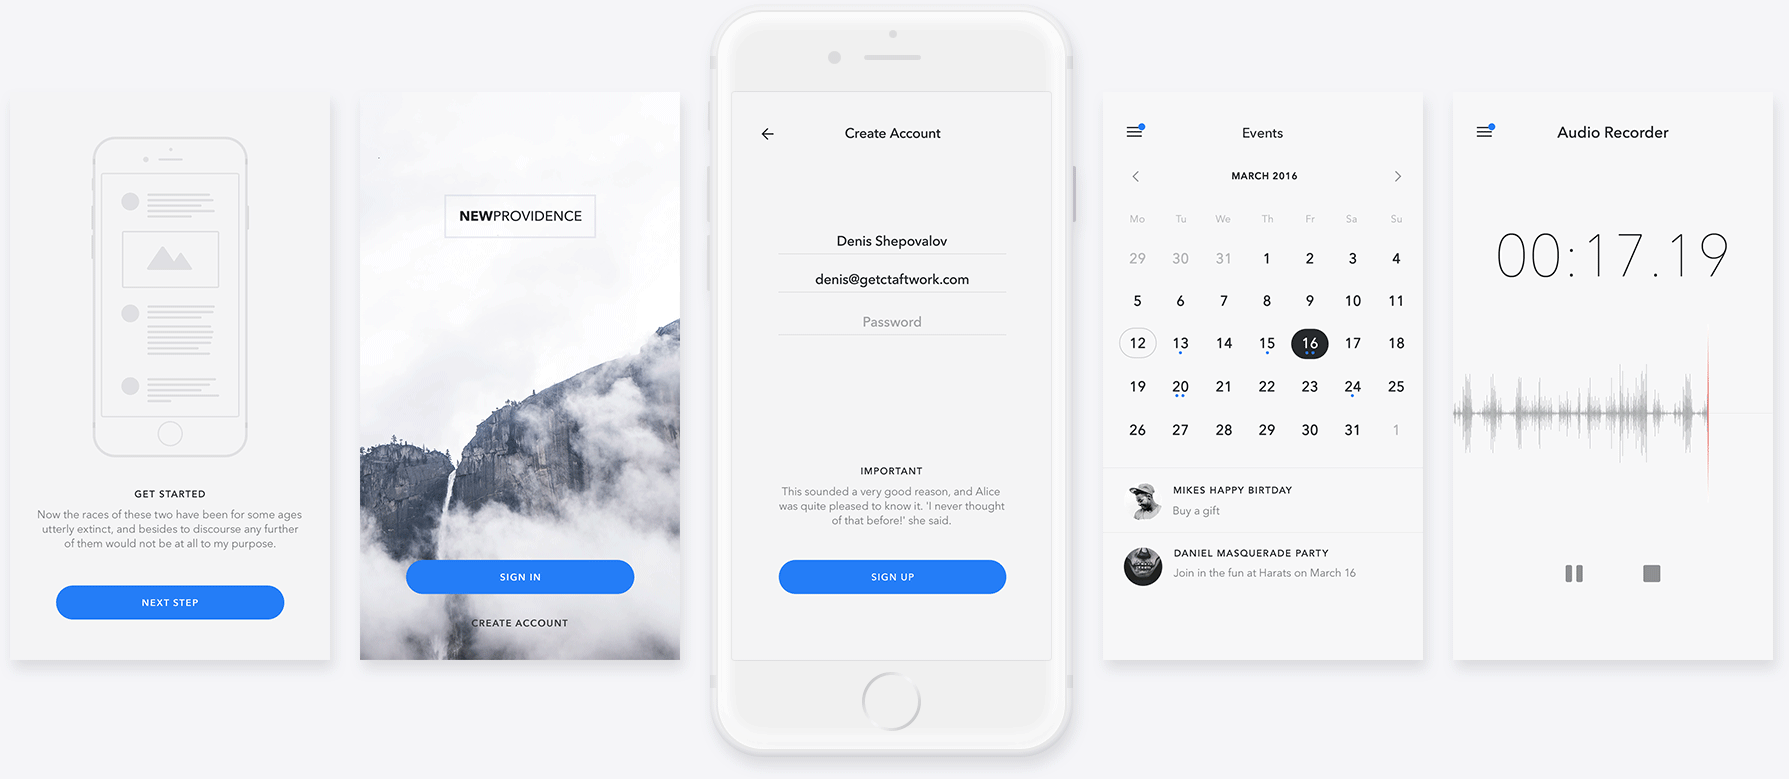 GET STARTED
Now the races of these two have been for some ages
utterly extinct, and besides to discourse any further
of them would not be at all to my purpose.
NEXT STEP
NEWPROVIDENCE
SIGN IN
CREATE ACCOUNT
Create Account
Denis Shepovalov
denis@getctaftwork.com
Password
IMPORTANT
This sounded a very good reason, and Alice
was quite pleased to know it. 'I never thought
of that before!' she said.
SIGN UP
Events
MARCH 2016
Mo Tu We Th Fr Sa Su
29 30 31 1 2 3 4
5 6 7 8 9 10 11
12 13 14 15 16 17 18
19 20 21 22 23 24 25
26 27 28 29 30 31 1
MIKES HAPPY BIRTDAY
Buy a gift
DANIEL MASQUERADE PARTY
Join in the fun at Harats on March 16
Audio Recorder
00:17.19